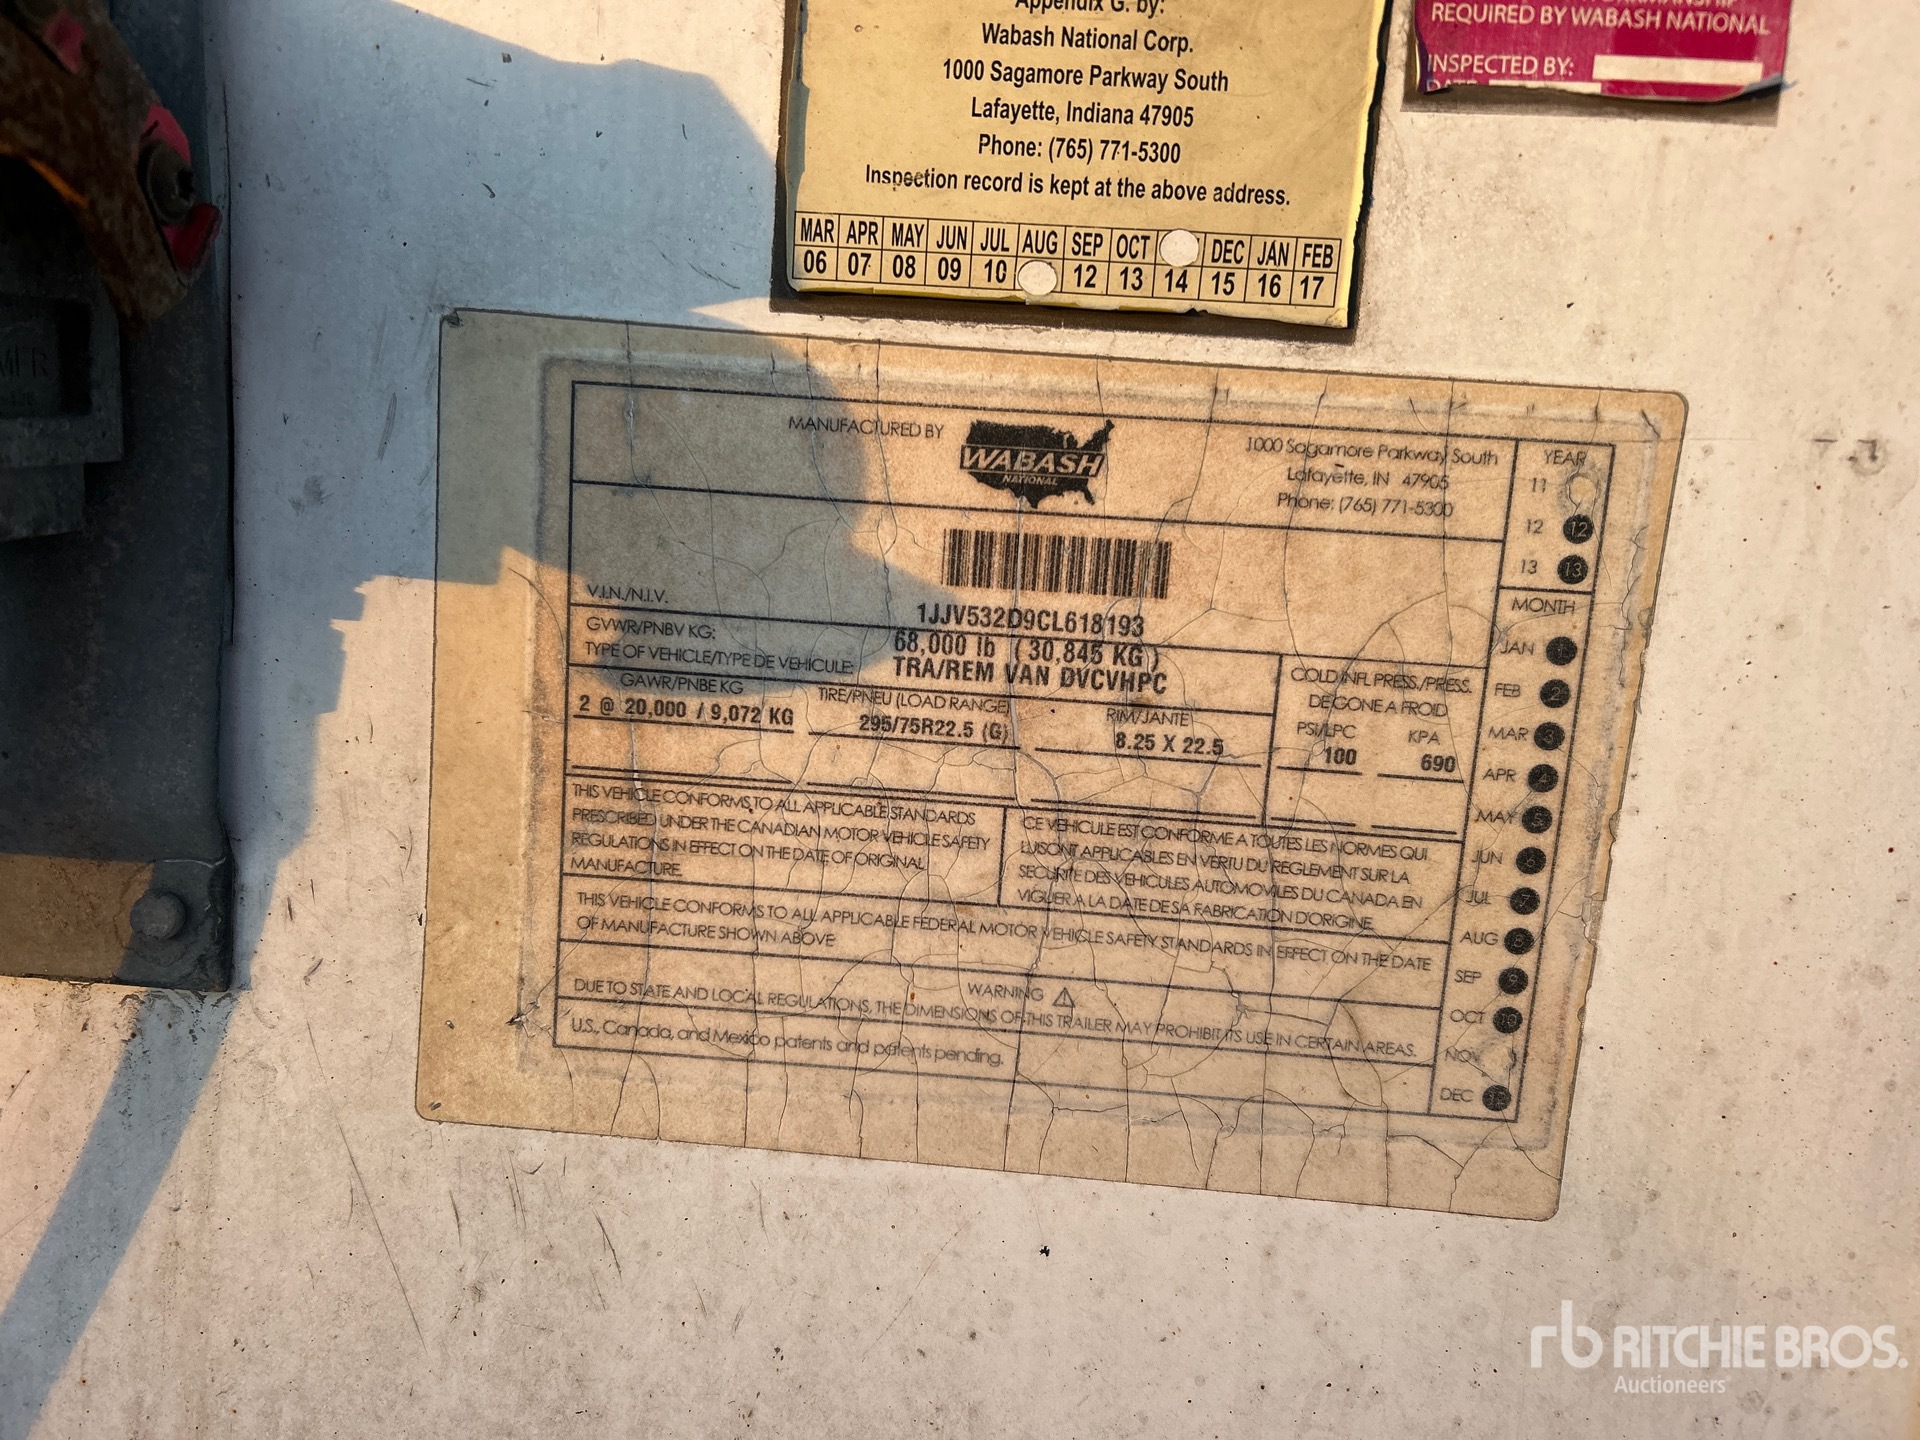 Appendix G. by:
Wabash National Corp.
1000 Sagamore Parkway South
Lafayette, Indiana 47905
Phone: (765) 771-5300
Inspection record is kept at the above address.
MAR APR MAY JUN JUL AUG SEP OCT DEC JAN FEB
06 07 08 09 10 12 13 14 15 16 17
REQUIRED BY WABASH NATIONAL
INSPECTED BY:
DATE
MANUFACTURED BY
WABASH
NATIONAL
1000 Sagamore Parkway South
Lafayette, IN 47905
Phone: (765) 771-5300
YEAR
11
12 12
13 13
V.I.N./N.I.V.
1JJV532D9CL618193
GVWR/PNBV KG:
68,000 lb ( 30,845 KG )
TYPE OF VEHICLE/TYPE DE VEHICULE:
TRA/REM VAN DVCVHPC
GAWR/PNBE KG
2 @ 20,000 / 9,072 KG
TIRE/PNEU (LOAD RANGE)
295/75R22.5 (G)
RIM/JANTE
8.25 X 22.5
COLD INFL PRESS./PRESS.
DE GONE A FROID
PSI/LPC KPA
100 690
THIS VEHICLE CONFORMS TO ALL APPLICABLE STANDARDS
PRESCRIBED UNDER THE CANADIAN MOTOR VEHICLE SAFETY
REGULATIONS IN EFFECT ON THE DATE OF ORIGINAL
MANUFACTURE.
CE VEHICULE EST CONFORME A TOUTES LES NORMES QUI
LUI SONT APPLICABLES EN VERTU DU REGLEMENT SUR LA
SECURITE DES VEHICULES AUTOMOVILES DU CANADA EN
VIGUER A LA DATE DE SA FABRICATION D'ORIGINE.
THIS VEHICLE CONFORMS TO ALL APPLICABLE FEDERAL MOTOR VEHICLE SAFETY STANDARDS IN EFFECT ON THE DATE
OF MANUFACTURE SHOWN ABOVE
WARNING
DUE TO STATE AND LOCAL REGULATIONS, THE DIMENSIONS OF THIS TRAILER MAY PROHIBIT ITS USE IN CERTAIN AREAS.
U.S., Canada, and Mexico patents and patents pending.
MONTH
JAN 1
FEB 2
MAR 3
APR 4
MAY 5
JUN 6
JUL 7
AUG 8
SEP 9
OCT 10
NOV
DEC 12
rb RITCHIE BROS.
Auctioneers